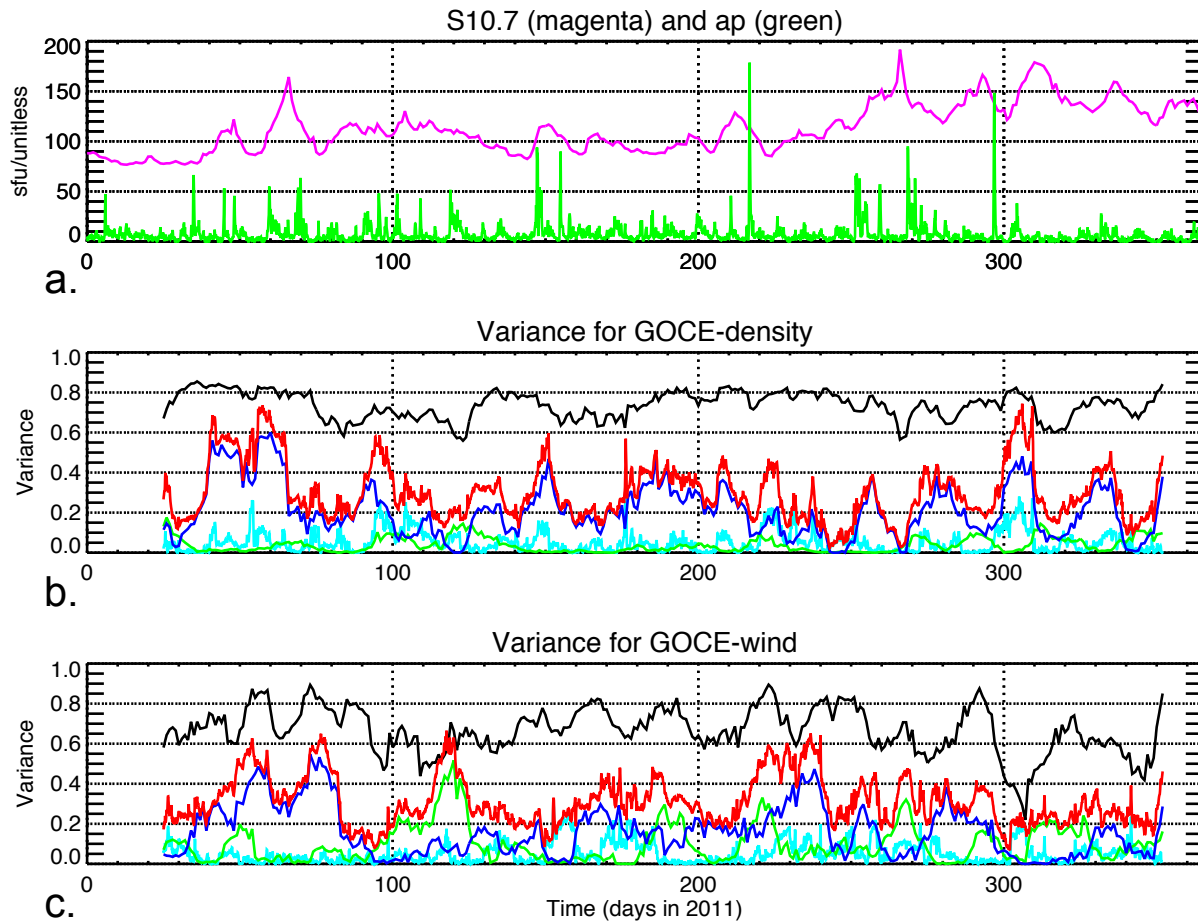 S10.7 (magenta) and ap (green)
200
150
100
50
0
sfu/unitless
0 100 200 300
a.
Variance for GOCE-density
1.0
0.8
0.6
0.4
0.2
0.0
Variance
0 100 200 300
b.
Variance for GOCE-wind
1.0
0.8
0.6
0.4
0.2
0.0
Variance
0 100 200 300
Time (days in 2011)
c.